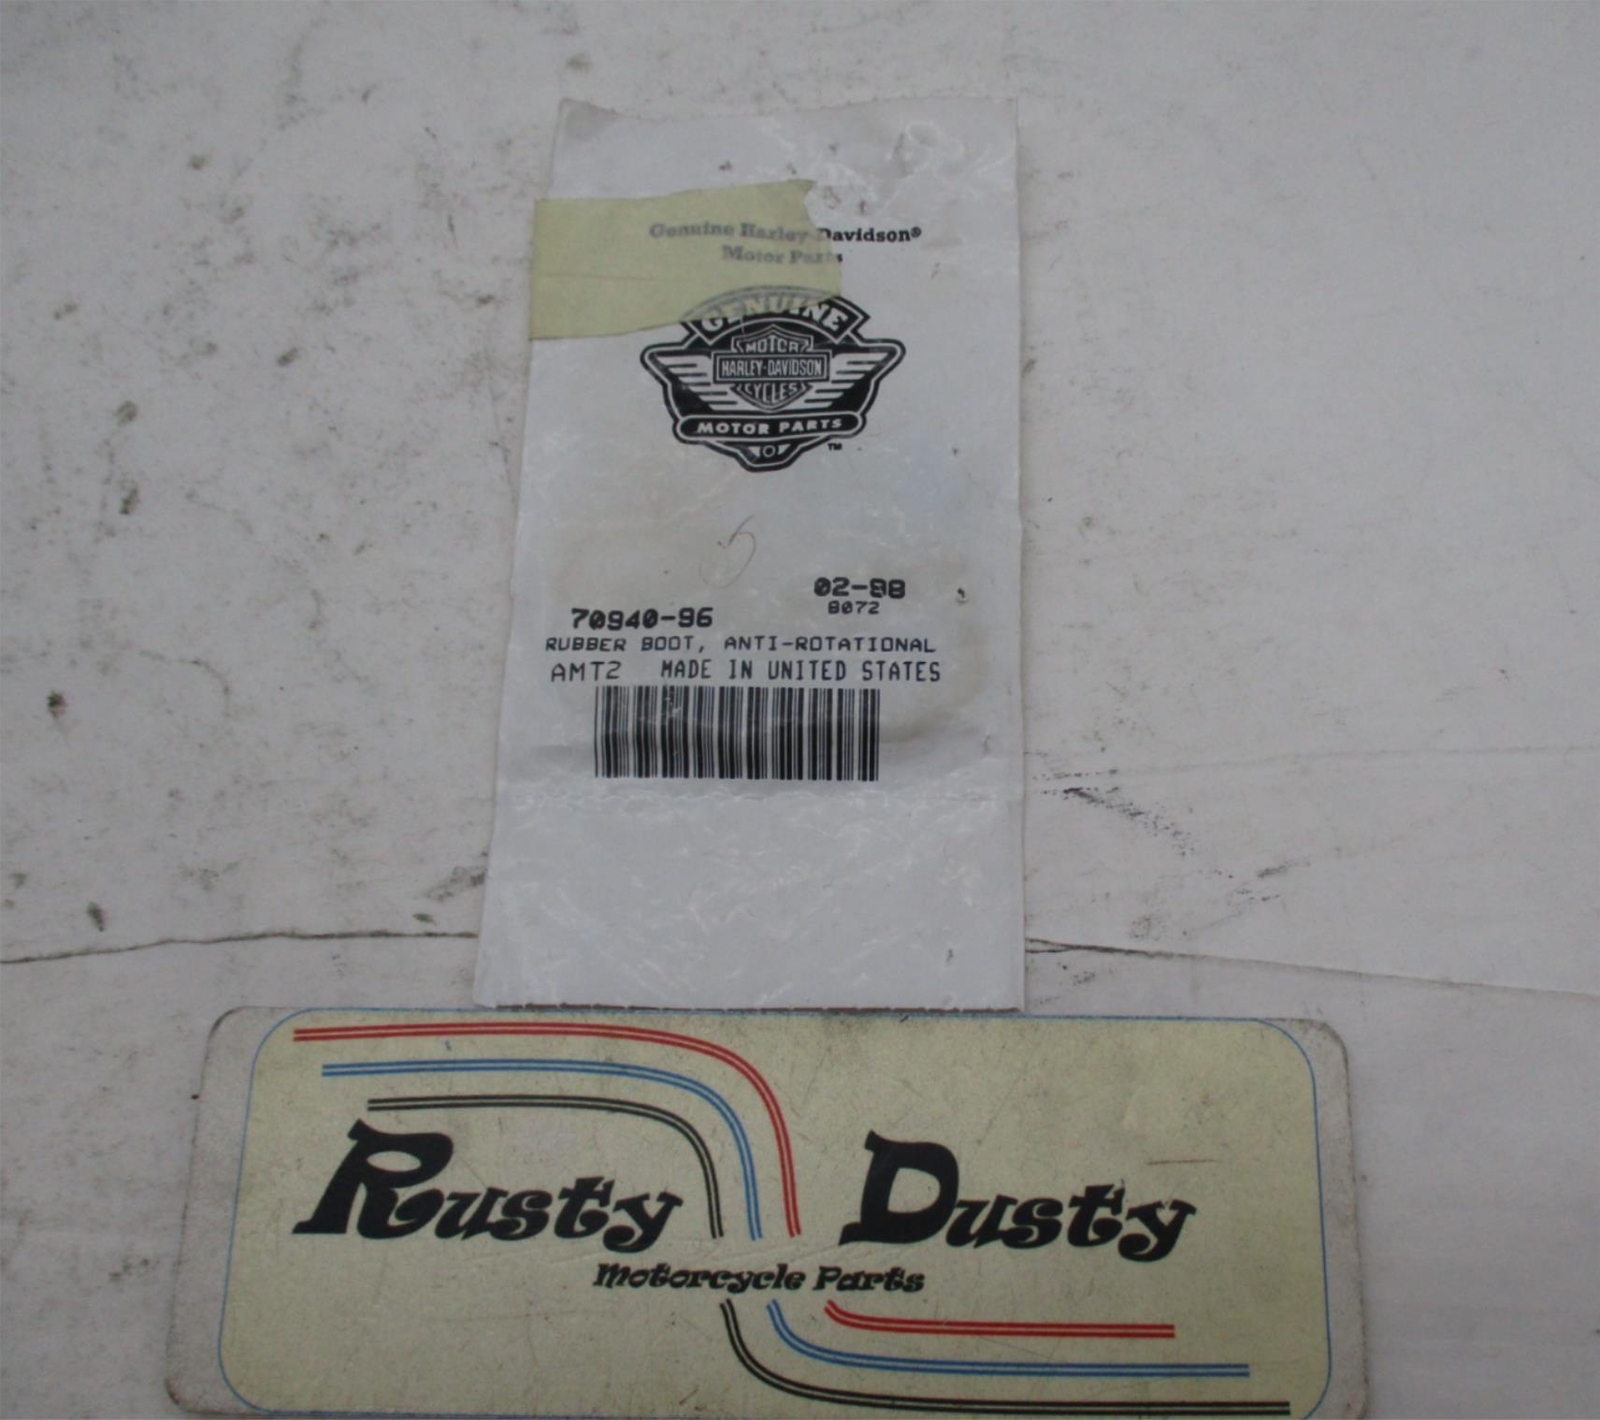 Genuine Harley-Davidson®
Motor Parts
GENUINE
MOTOR
HARLEY-DAVIDSON
CYCLES
MOTOR PARTS
TM
5
02-98
8072
70940-96
RUBBER BOOT, ANTI-ROTATIONAL
AMT2 MADE IN UNITED STATES
Rusty Dusty
Motorcycle Parts